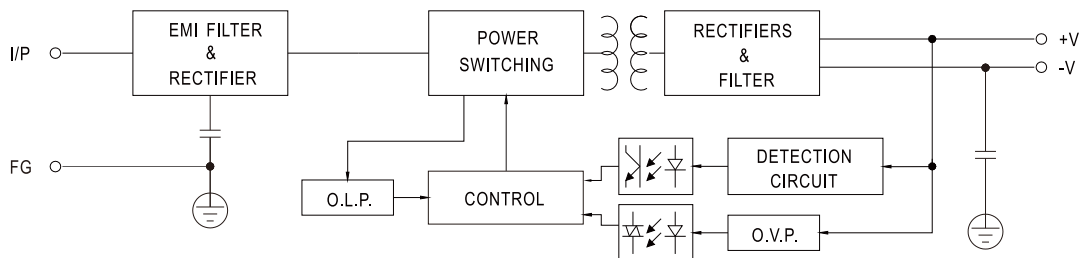 I/P
EMI FILTER
&
RECTIFIER
POWER
SWITCHING
RECTIFIERS
&
FILTER
+V
-V
FG
O.L.P.
CONTROL
DETECTION
CIRCUIT
O.V.P.